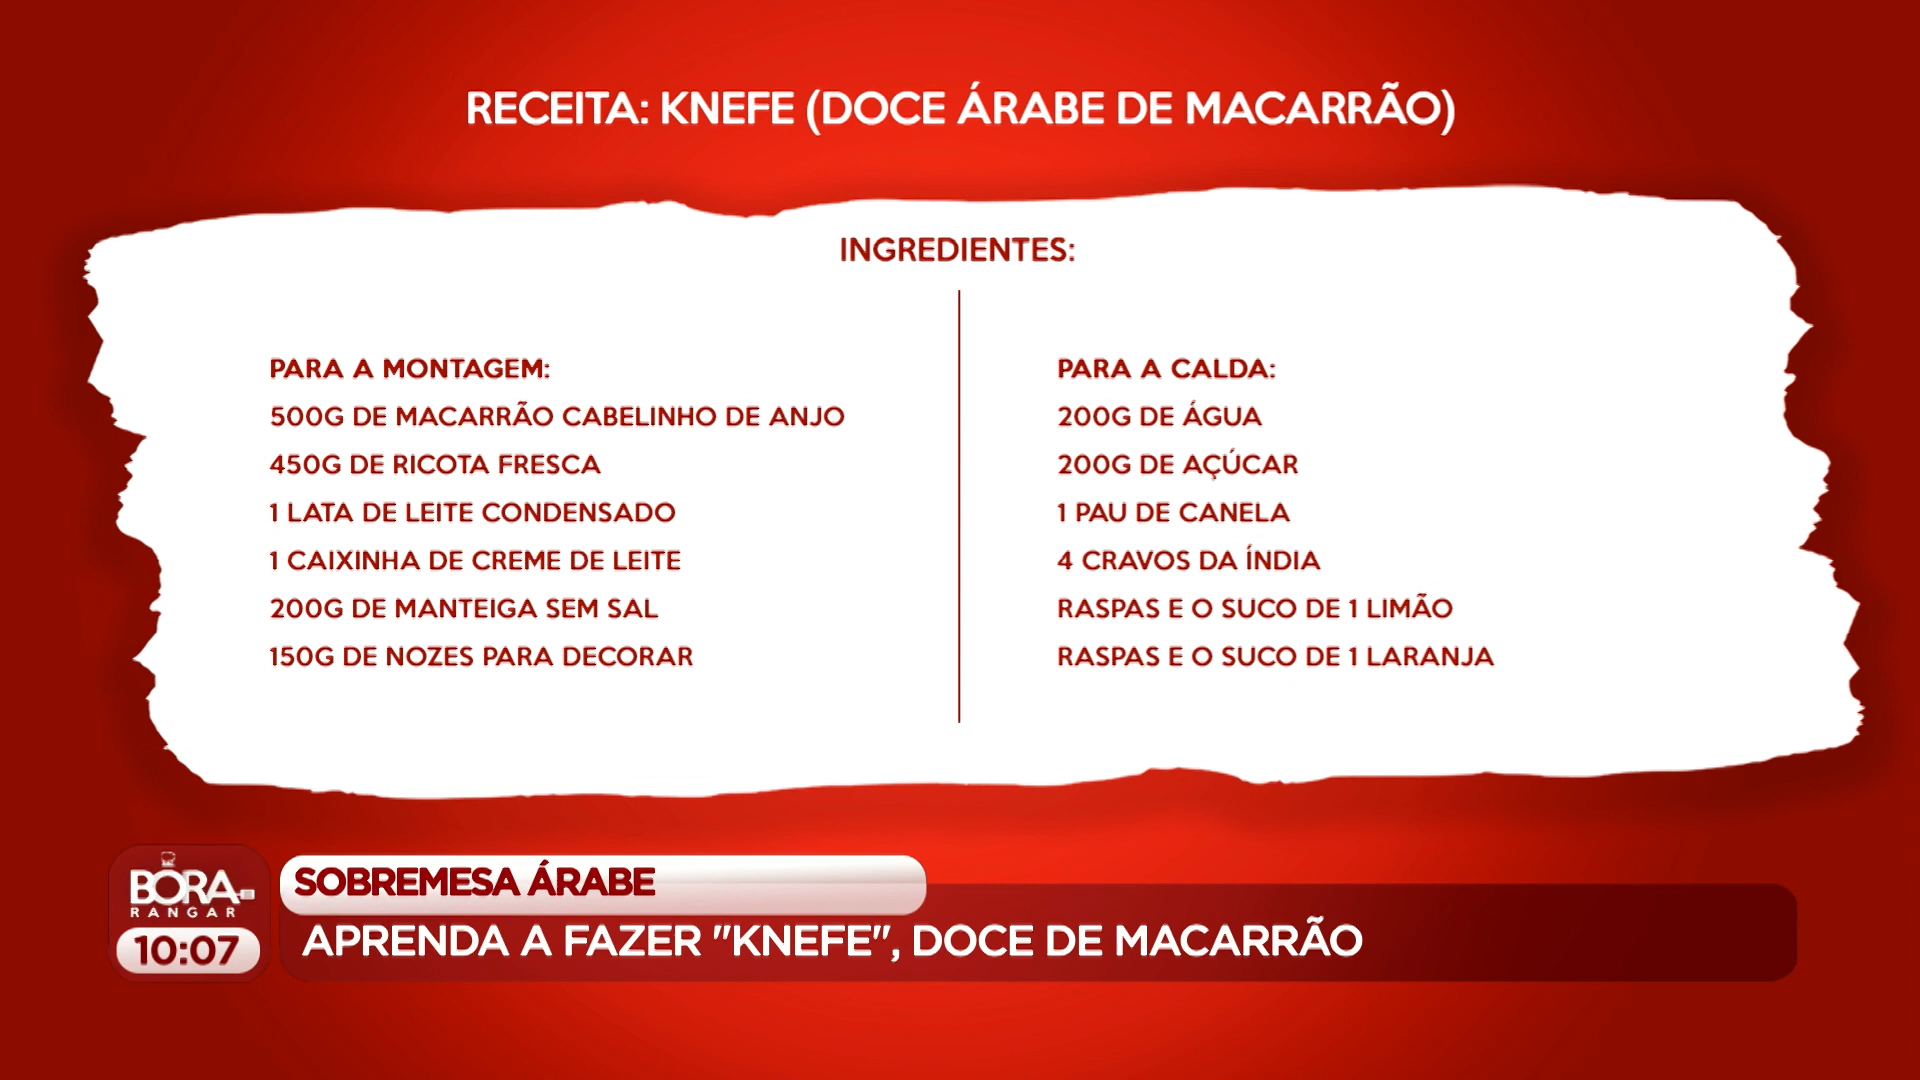 RECEITA: KNEFE (DOCE ÁRABE DE MACARRÃO)
INGREDIENTES:
PARA A MONTAGEM:
500G DE MACARRÃO CABELINHO DE ANJO
450G DE RICOTA FRESCA
1 LATA DE LEITE CONDENSADO
1 CAIXINHA DE CREME DE LEITE
200G DE MANTEIGA SEM SAL
150G DE NOZES PARA DECORAR
PARA A CALDA:
200G DE ÁGUA
200G DE AÇÚCAR
1 PAU DE CANELA
4 CRAVOS DA ÍNDIA
RASPAS E O SUCO DE 1 LIMÃO
RASPAS E O SUCO DE 1 LARANJA
BORA
RANGAR
10:07
SOBREMESA ÁRABE
APRENDA A FAZER "KNEFE", DOCE DE MACARRÃO